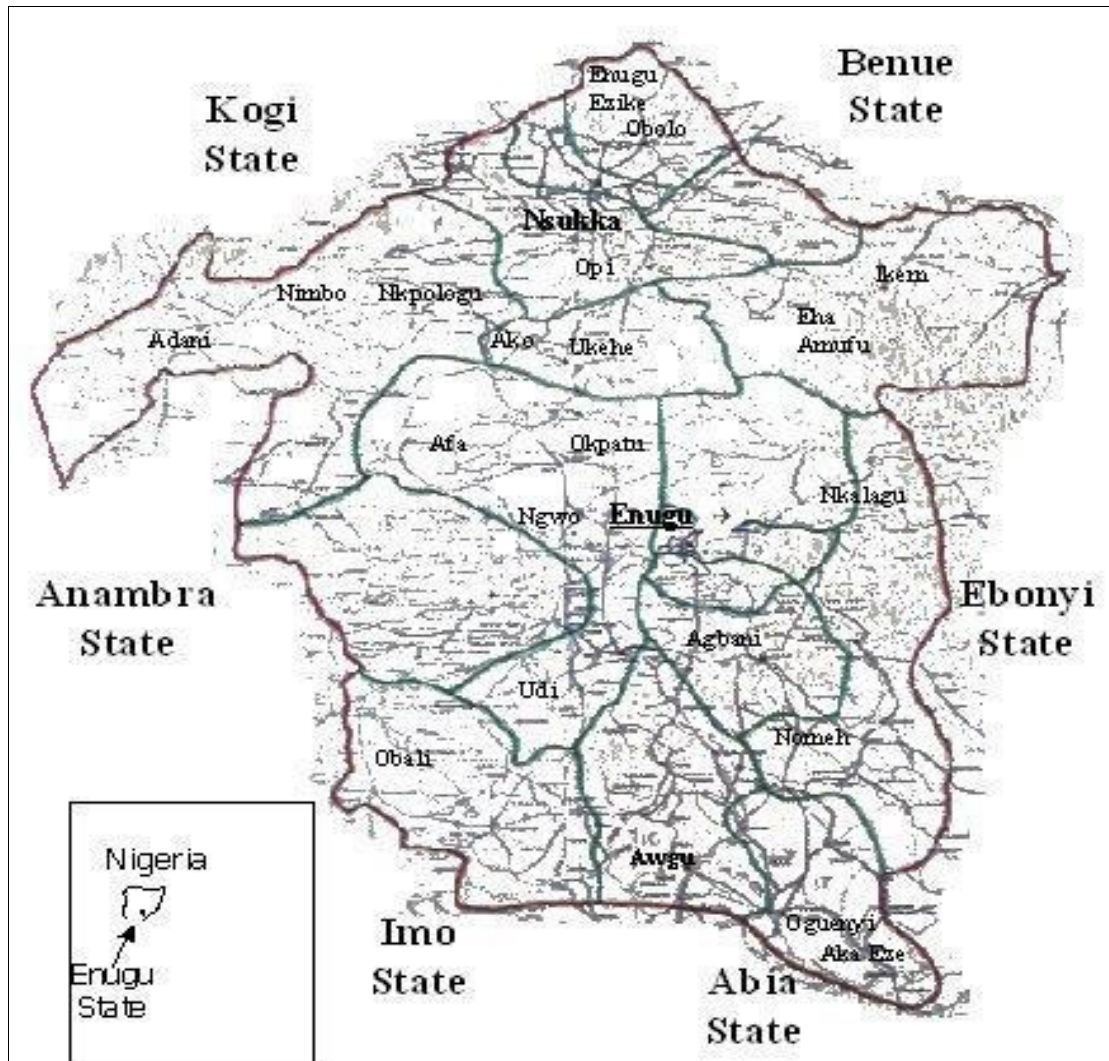 Benue
State
Kogi
State
Enugu
Ezike
Obolo
Nsukka
Opi
Ikem
Nimbo
Nkpologu
Eha
Amufu
Adani
Ako
Ukehe
Afa
Okpatu
Nkalagu
Ngwo
Enugu
Anambra
State
Ebonyi
State
Agbani
Udi
Nomeh
Obali
Nigeria
Enugu
State
Awgu
Imo
State
Oguenyi
Aka Eze
Abia
State